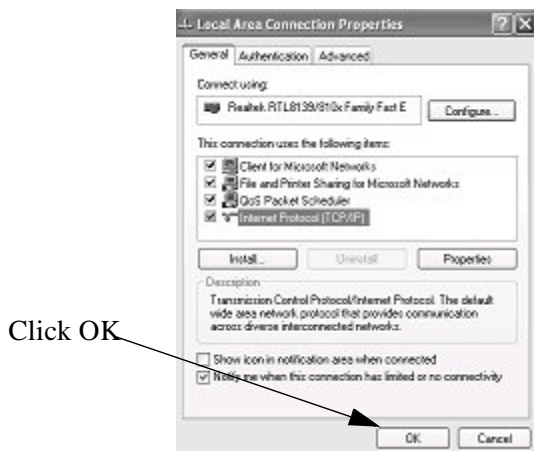 Local Area Connection Properties
General Authentication Advanced
Connect using:
Realtek RTL8139/810x Family Fast E
Configure...
This connection uses the following items:
Client for Microsoft Networks
File and Printer Sharing for Microsoft Networks
QoS Packet Scheduler
Internet Protocol (TCP/IP)
Install... Uninstall Properties
Description
Transmission Control Protocol/Internet Protocol. The default
wide area network protocol that provides communication
across diverse interconnected networks.
Click OK
Show icon in notification area when connected
Notify me when this connection has limited or no connectivity
OK Cancel